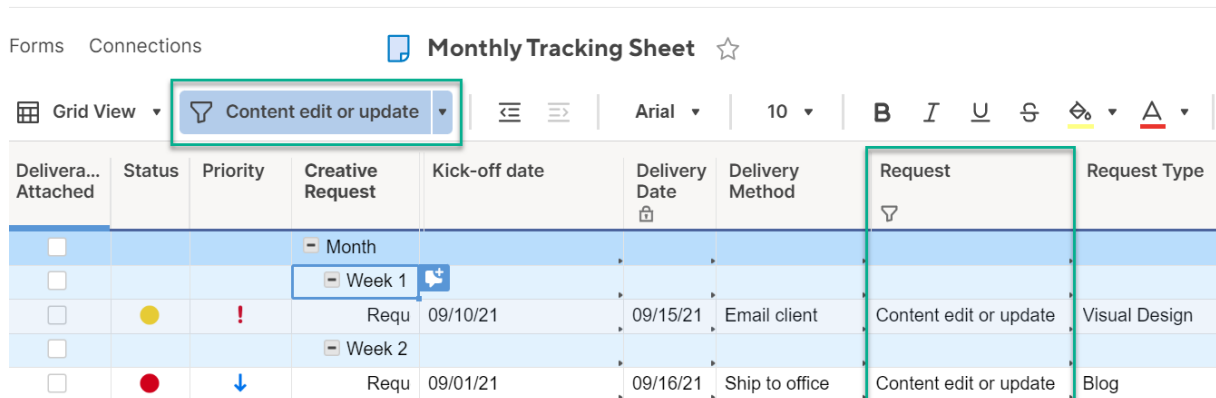 Forms Connections Monthly Tracking Sheet
Grid View Content edit or update Arial 10 B I U S A
Delivera... Status Priority Creative Kick-off date Delivery Delivery Request Request Type
Attached Request Date Method
Month
Week 1
! Requ 09/10/21 09/15/21 Email client Content edit or update Visual Design
Week 2
Requ 09/01/21 09/16/21 Ship to office Content edit or update Blog